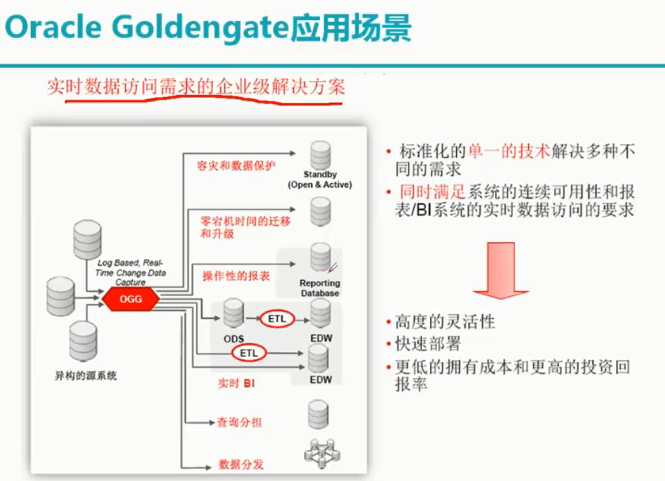 Oracle Goldengate应用场景
实时数据访问需求的企业级解决方案
容灾和数据保护
Standby
(Open & Active)
零宕机时间的迁移
和升级
Log Based, Real-
Time Change Data
Capture
OGG
操作性的报表
Reporting
Database
ETL
ODS
EDW
ETL
EDW
异构的源系统
实时 BI
查询分担
数据分发
• 标准化的单一的技术解决多种不
同的需求
• 同时满足系统的连续可用性和报
表/BI系统的实时数据访问的要求
• 高度的灵活性
• 快速部署
• 更低的拥有成本和更高的投资回
报率